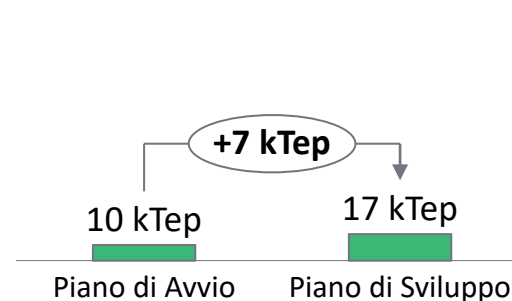 +7 kTep
10 kTep
17 kTep
Piano di Avvio
Piano di Sviluppo